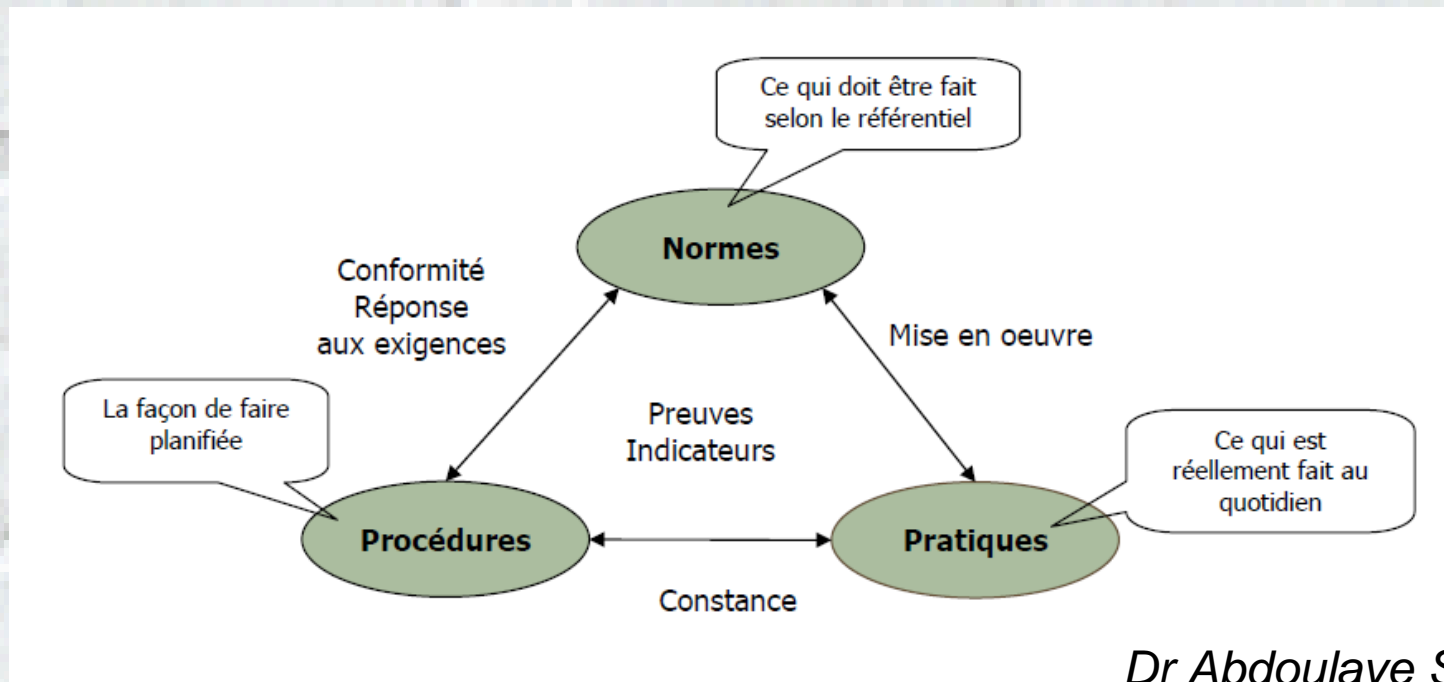 Ce qui doit être fait
selon le référentiel
Normes
Conformité
Réponse
aux exigences
Mise en oeuvre
La façon de faire
planifiée
Preuves
Indicateurs
Ce qui est
réellement fait au
quotidien
Procédures
Pratiques
Constance
Dr Abdoulaye S